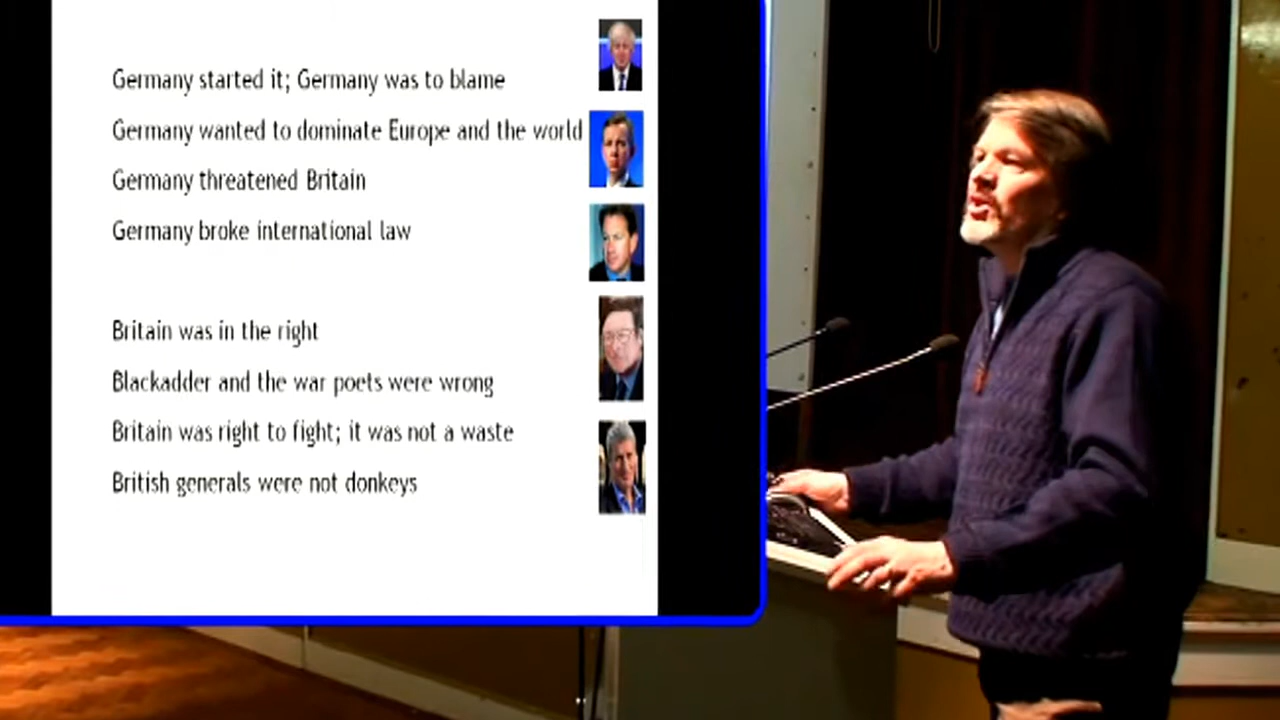 Germany started it; Germany was to blame
Germany wanted to dominate Europe and the world
Germany threatened Britain
Germany broke international law
Britain was in the right
Blackadder and the war poets were wrong
Britain was right to fight; it was not a waste
British generals were not donkeys